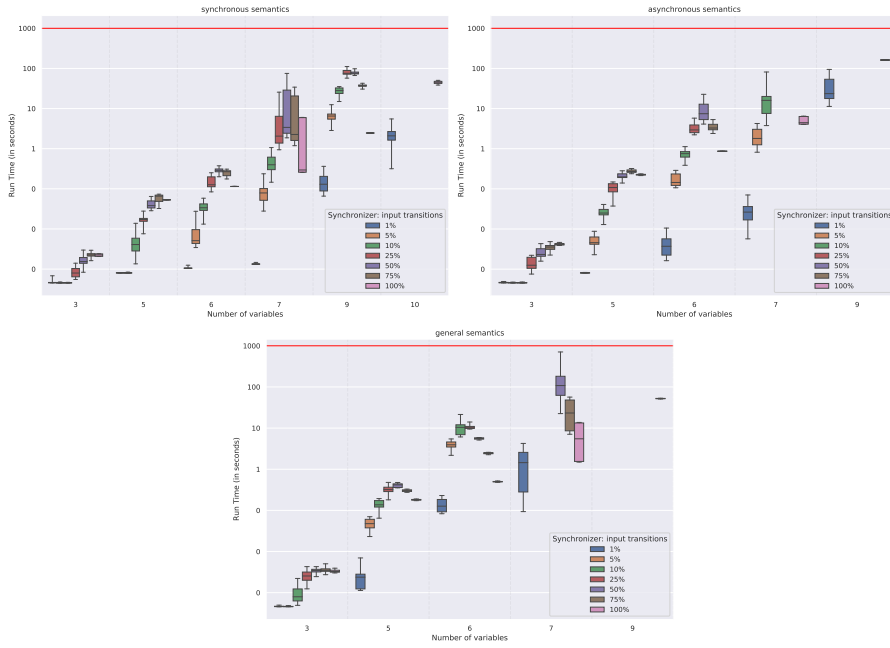 synchronous semantics
1000
100
10
1
0
0
0
Run Time (in seconds)
3 5 6 7 9 10
Number of variables
Synchronizer: input transitions
1%
5%
10%
25%
50%
75%
100%
asynchronous semantics
1000
100
10
1
0
0
0
Run Time (in seconds)
3 5 6 7 9
Number of variables
Synchronizer: input transitions
1%
5%
10%
25%
50%
75%
100%
general semantics
1000
100
10
1
0
0
0
Run Time (in seconds)
3 5 6 7 9
Number of variables
Synchronizer: input transitions
1%
5%
10%
25%
50%
75%
100%